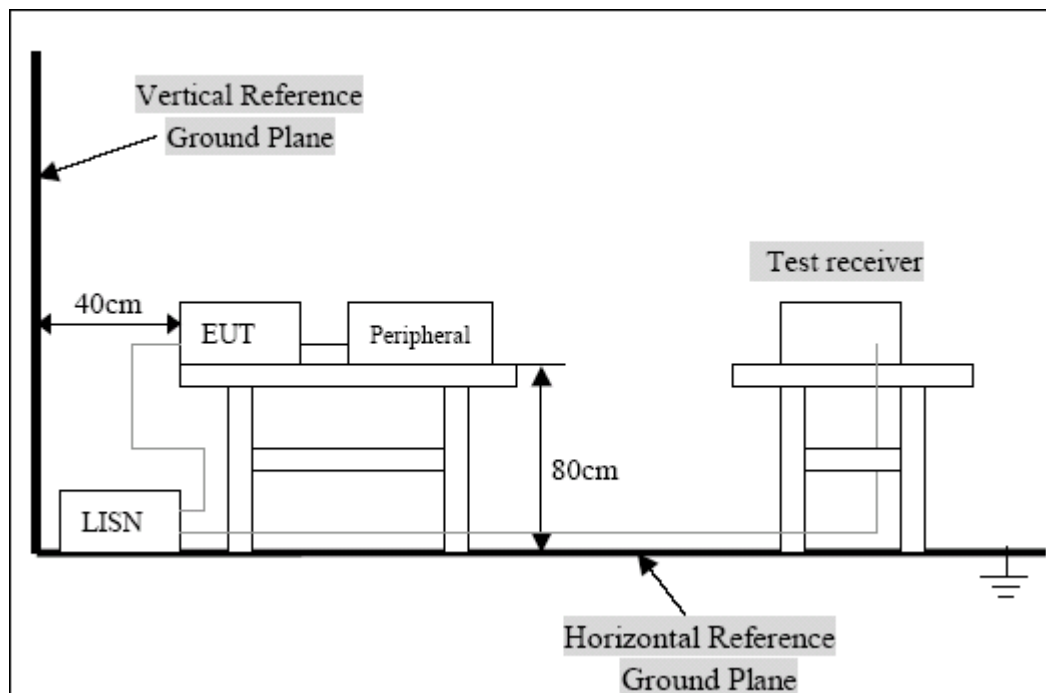 Vertical Reference
Ground Plane
Test receiver
40cm
EUT
Peripheral
80cm
LISN
Horizontal Reference
Ground Plane